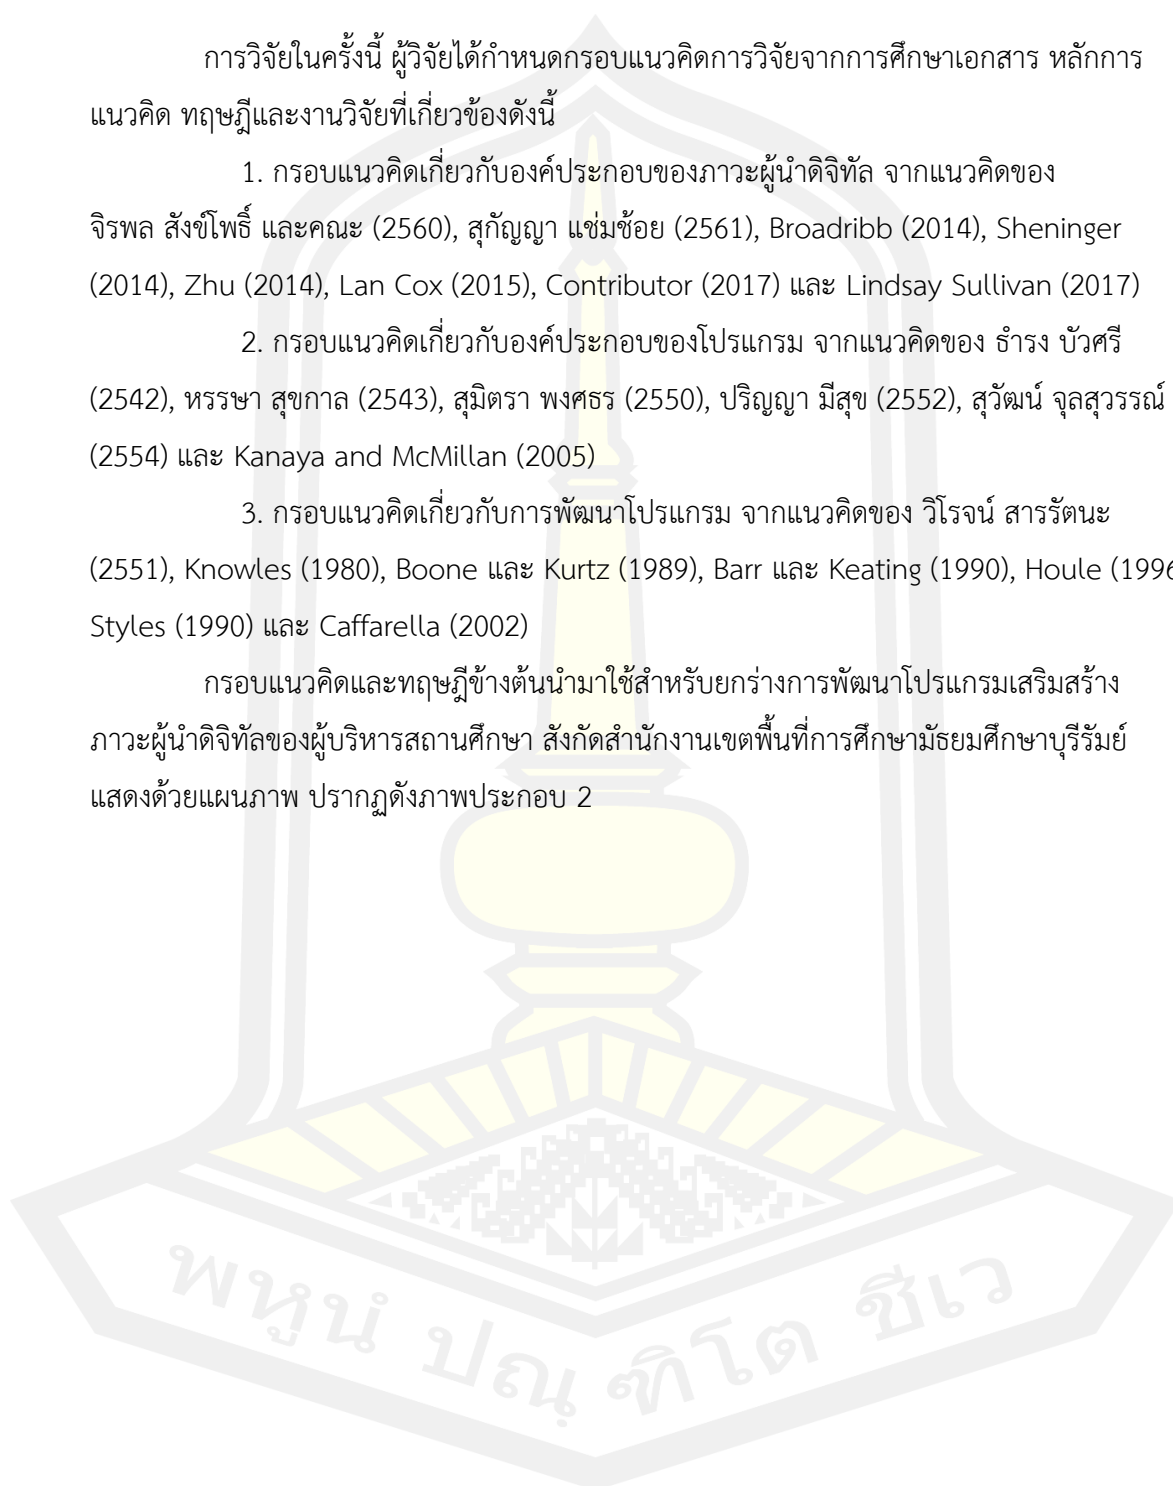 การวิจัยในครั้งนี้ ผู้วิจัยได้กำหนดกรอบแนวคิดการวิจัยจากการศึกษาเอกสาร หลักการ
แนวคิด ทฤษฎีและงานวิจัยที่เกี่ยวข้องดังนี้
1. กรอบแนวคิดเกี่ยวกับองค์ประกอบของภาวะผู้นำดิจิทัล จากแนวคิดของ
จิรพล สังข์โพธิ์ และคณะ (2560), สุกัญญา แช่มช้อย (2561), Broadribb (2014), Sheninger
(2014), Zhu (2014), Lan Cox (2015), Contributor (2017) และ Lindsay Sullivan (2017)
2. กรอบแนวคิดเกี่ยวกับองค์ประกอบของโปรแกรม จากแนวคิดของ ธำรง บัวศรี
(2542), หรรษา สุขกาล (2543), สุมิตรา พงศธร (2550), ปริญญา มีสุข (2552), สุวัฒน์ จุลสุวรรณ์
(2554) และ Kanaya and McMillan (2005)
3. กรอบแนวคิดเกี่ยวกับการพัฒนาโปรแกรม จากแนวคิดของ วิโรจน์ สารรัตนะ
(2551), Knowles (1980), Boone และ Kurtz (1989), Barr และ Keating (1990), Houle (1996
Styles (1990) และ Caffarella (2002)
กรอบแนวคิดและทฤษฎีข้างต้นนำมาใช้สำหรับยกร่างการพัฒนาโปรแกรมเสริมสร้าง
ภาวะผู้นำดิจิทัลของผู้บริหารสถานศึกษา สังกัดสำนักงานเขตพื้นที่การศึกษามัธยมศึกษาบุรีรัมย์
แสดงด้วยแผนภาพ ปรากฏดังภาพประกอบ 2
พหูนํ ปณฺฑิโต ชีเว